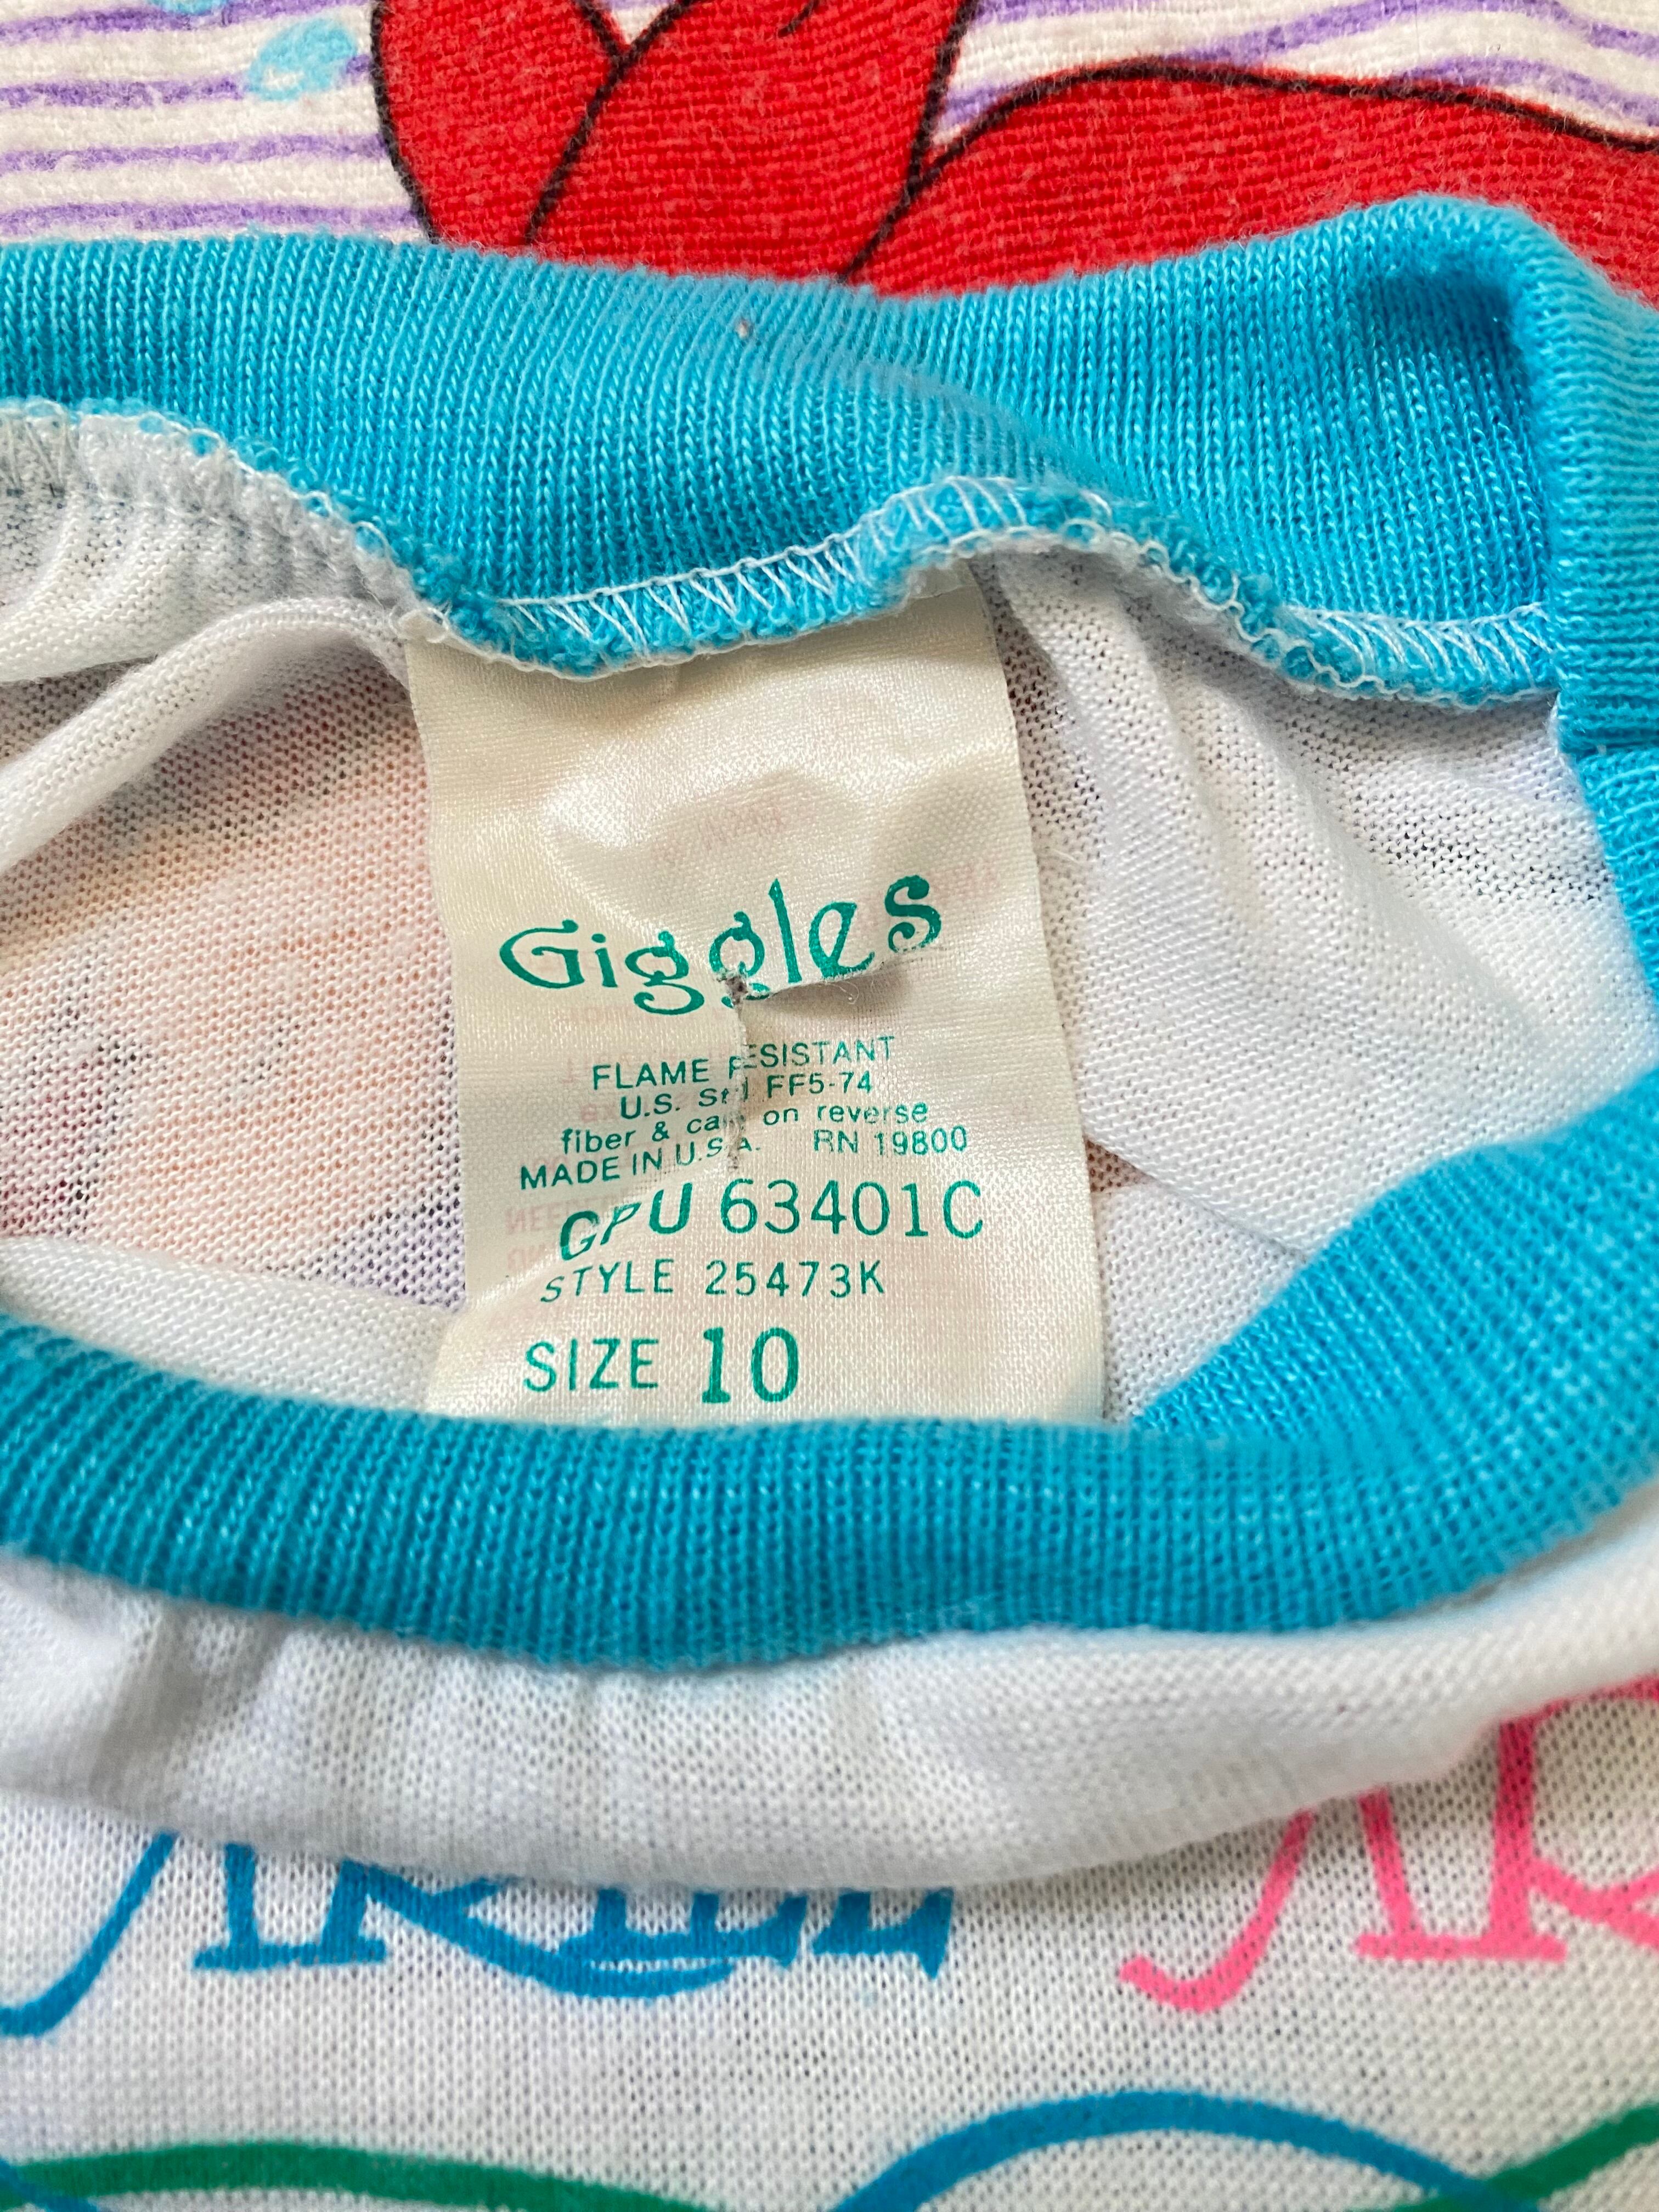 Giggles
FLAME RESISTANT
U.S. Std FF5-74
fiber & care on reverse
MADE IN U.S.A. RN 19800
GPU 63401C
STYLE 25473K
SIZE 10
ARIEL